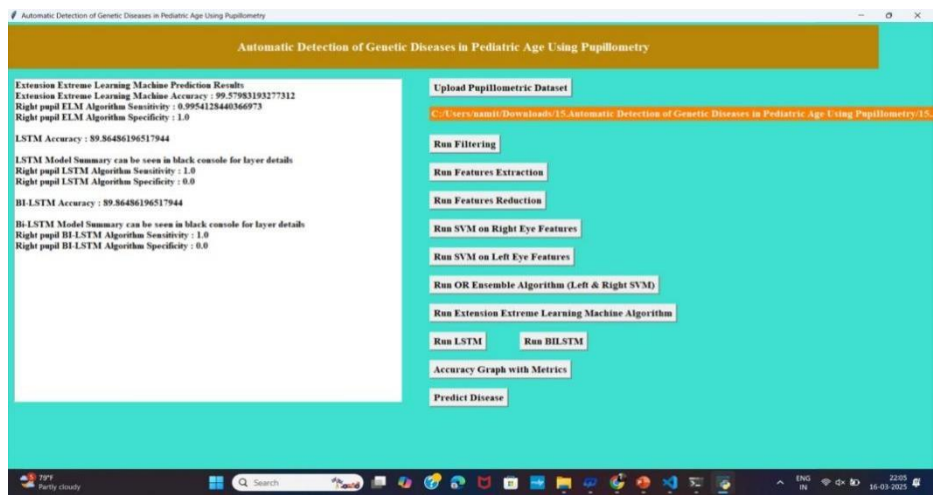 Automatic Detection of Genetic Diseases in Pediatric Age Using Pupillometry
Automatic Detection of Genetic Diseases in Pediatric Age Using Pupillometry
Extension Extreme Learning Machine Prediction Results
Extension Extreme Learning Machine Accuracy : 99.57983193277312
Right pupil ELM Algorithm Sensitivity : 0.9954128440366973
Right pupil ELM Algorithm Specificity : 1.0
LSTM Accuracy : 89.86486196517944
LSTM Model Summary can be seen in black console for layer details
Right pupil LSTM Algorithm Sensitivity : 1.0
Right pupil LSTM Algorithm Specificity : 0.0
BI-LSTM Accuracy : 89.86486196517944
Bi-LSTM Model Summary can be seen in black console for layer details
Right pupil BI-LSTM Algorithm Sensitivity : 1.0
Right pupil BI-LSTM Algorithm Specificity : 0.0
Upload Pupillometric Dataset
C:/Users/namit/Downloads/15.Automatic Detection of Genetic Diseases in Pediatric Age Using Pupillometry/15.
Run Filtering
Run Features Extraction
Run Features Reduction
Run SVM on Right Eye Features
Run SVM on Left Eye Features
Run OR Ensemble Algorithm (Left & Right SVM)
Run Extension Extreme Learning Machine Algorithm
Run LSTM Run BILSTM
Accuracy Graph with Metrics
Predict Disease
79°F
Partly cloudy
Search
ENG
IN
22:05
16-03-2025